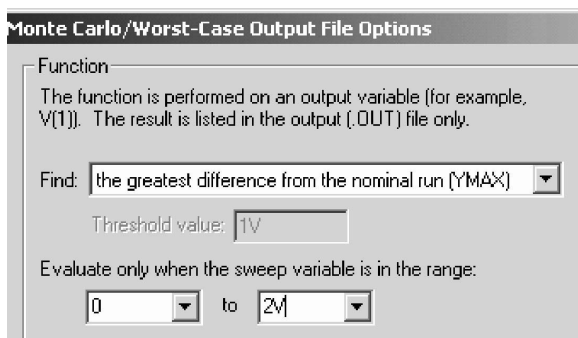 Monte Carlo/Worst-Case Output File Options
Function
The function is performed on an output variable (for example,
V(1)). The result is listed in the output (.OUT) file only.
Find: the greatest difference from the nominal run (YMAX)
Threshold value: 1V
Evaluate only when the sweep variable is in the range:
0 to 2V